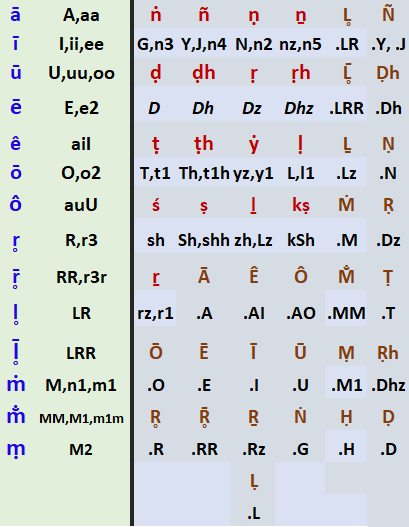 ā A,aa ṅ ñ ṇ ṉ L̥ Ñ
ī I,ii,ee G,n3 Y,J,n4 N,n2 nz,n5 .LR .Y, .J
ū U,uu,oo ḍ ḍh ṛ ṛh L̥̄ Ḍh
ē E,e2 D Dh Dz Dhz .LRR .Dh
ê aiI ṭ ṭh ẏ ḷ Ḻ Ṇ
ō O,o2 T,t1 Th,t1h yz,y1 L,l1 .Lz .N
ô auU ś ṣ ḻ kṣ Ṁ Ṛ
r̥ R,r3 sh Sh,shh zh,Lz kSh .M .Dz
r̥̄ RR,r3r ṟ Ā Ê Ô M̐ Ṭ
l̥ LR rz,r1 .A .AI .AO .MM .T
l̥̄ LRR Ō Ē Ī Ū Ṃ Ṛh
ṁ M,n1,m1 .O .E .I .U .M1 .Dhz
m̐ MM,M1,m1m R̥ R̥̄ Ṟ Ṅ Ḥ Ḍ
ṃ M2 .R .RR .Rz .G .H .D
Ḷ
.L